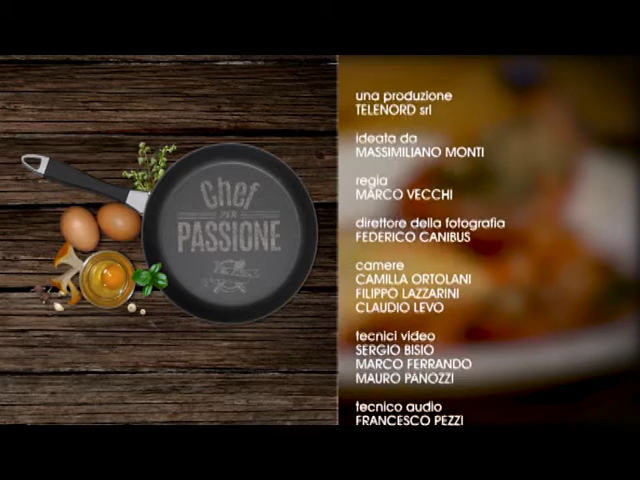 Chef
PER
PASSIONE
una produzione
TELENORD srl
ideata da
MASSIMILIANO MONTI
regia
MARCO VECCHI
direttore della fotografia
FEDERICO CANIBUS
camere
CAMILLA ORTOLANI
FILIPPO LAZZARINI
CLAUDIO LEVO
tecnici video
SERGIO BISIO
MARCO FERRANDO
MAURO PANOZZI
tecnico audio
FRANCESCO PEZZI